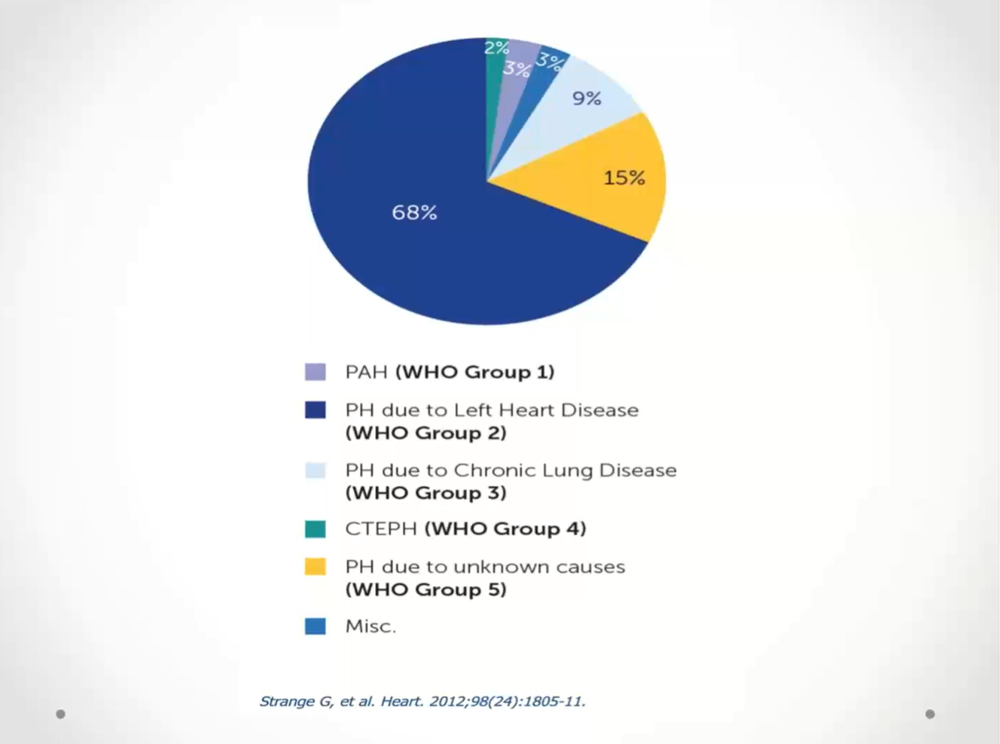 2%
3%
3%
9%
15%
68%
PAH (WHO Group 1)
PH due to Left Heart Disease
(WHO Group 2)
PH due to Chronic Lung Disease
(WHO Group 3)
CTEPH (WHO Group 4)
PH due to unknown causes
(WHO Group 5)
Misc.
Strange G, et al. Heart. 2012;98(24):1805-11.